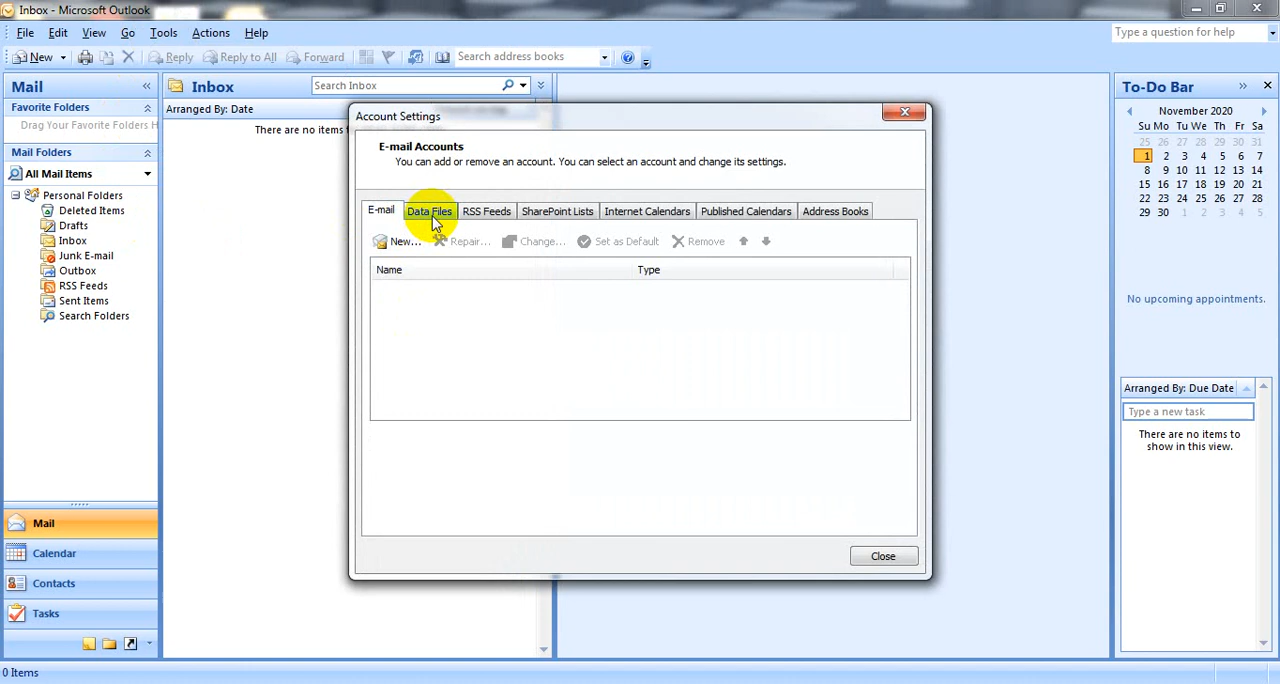 Inbox - Microsoft Outlook
File Edit View Go Tools Actions Help
Type a question for help
New Reply Reply to All Forward Search address books
Mail
Favorite Folders
Drag Your Favorite Folders H
Mail Folders
All Mail Items
Personal Folders
Deleted Items
Drafts
Inbox
Junk E-mail
Outbox
RSS Feeds
Sent Items
Search Folders
Mail
Calendar
Contacts
Tasks
0 Items
Inbox
Search Inbox
Arranged By: Date
There are no items t
Account Settings
E-mail Accounts
You can add or remove an account. You can select an account and change its settings.
E-mail Data Files RSS Feeds SharePoint Lists Internet Calendars Published Calendars Address Books
New... Repair... Change... Set as Default Remove
Name Type
Close
To-Do Bar
November 2020
Su Mo Tu We Th Fr Sa
25 26 27 28 29 30 31
1 2 3 4 5 6 7
8 9 10 11 12 13 14
15 16 17 18 19 20 21
22 23 24 25 26 27 28
29 30 1 2 3 4 5
No upcoming appointments.
Arranged By: Due Date
Type a new task
There are no items to
show in this view.